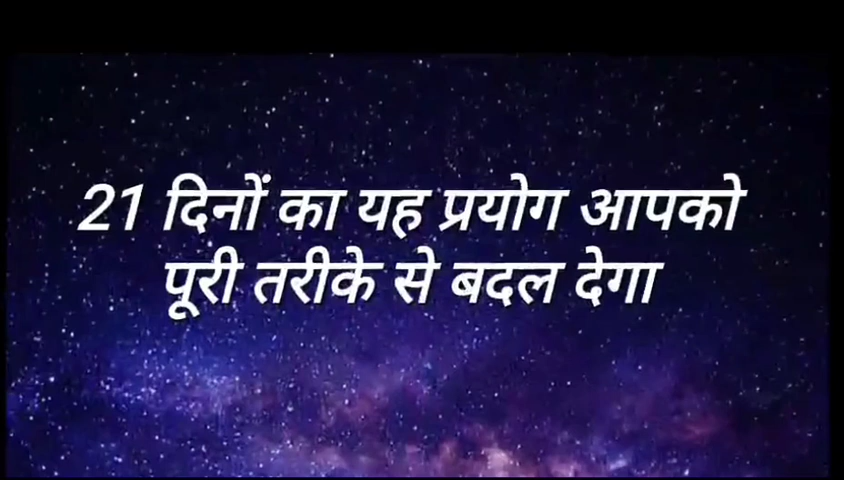 21 दिनों का यह प्रयोग आपको
पूरी तरीके से बदल देगा